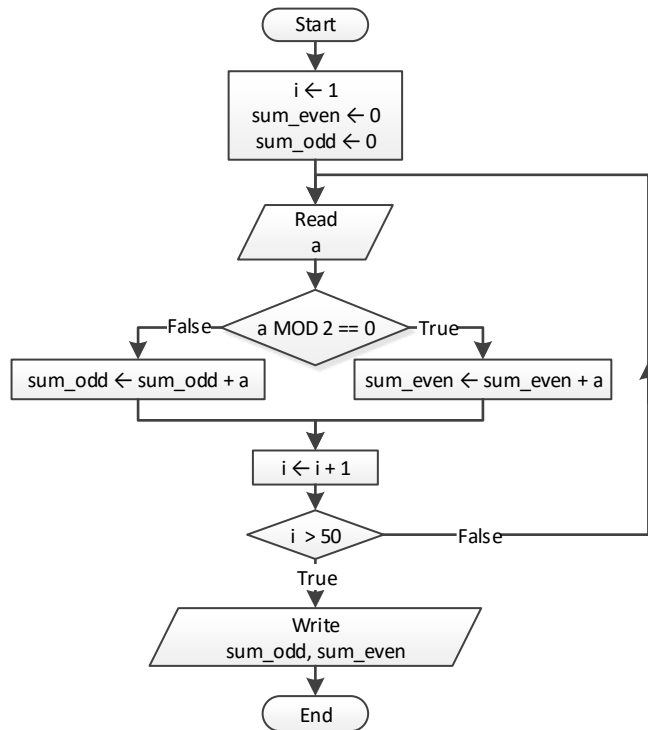 Start
i ← 1
sum_even ← 0
sum_odd ← 0
Read
a
a MOD 2 == 0
False
True
sum_odd ← sum_odd + a
sum_even ← sum_even + a
i ← i + 1
i > 50
False
True
Write
sum_odd, sum_even
End